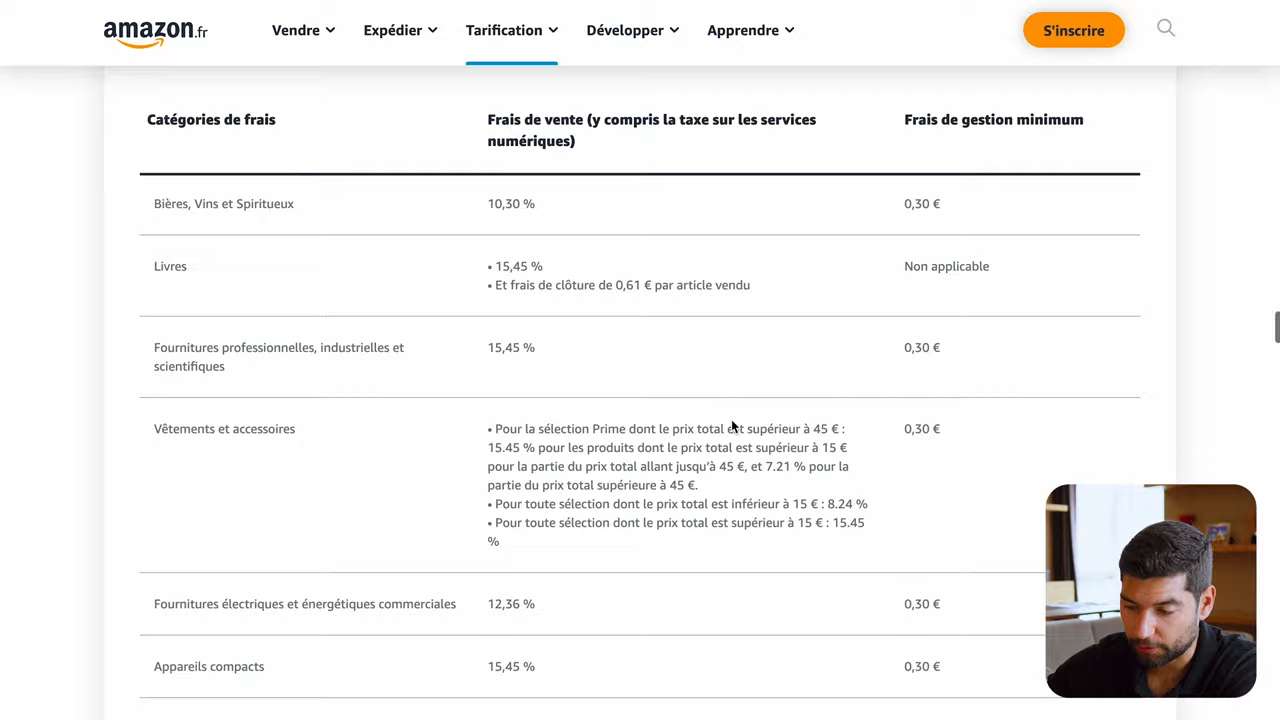 amazon.fr
Vendre
Expédier
Tarification
Développer
Apprendre
S'inscrire
Catégories de frais
Frais de vente (y compris la taxe sur les services
numériques)
Frais de gestion minimum
Bières, Vins et Spiritueux
10,30 %
0,30 €
Livres
• 15,45 %
• Et frais de clôture de 0,61 € par article vendu
Non applicable
Fournitures professionnelles, industrielles et
scientifiques
15,45 %
0,30 €
Vêtements et accessoires
• Pour la sélection Prime dont le prix total est supérieur à 45 € :
15.45 % pour les produits dont le prix total est supérieur à 15 €
pour la partie du prix total allant jusqu'à 45 €, et 7.21 % pour la
partie du prix total supérieure à 45 €.
• Pour toute sélection dont le prix total est inférieur à 15 € : 8.24 %
• Pour toute sélection dont le prix total est supérieur à 15 € : 15.45
%
0,30 €
Fournitures électriques et énergétiques commerciales
12,36 %
0,30 €
Appareils compacts
15,45 %
0,30 €